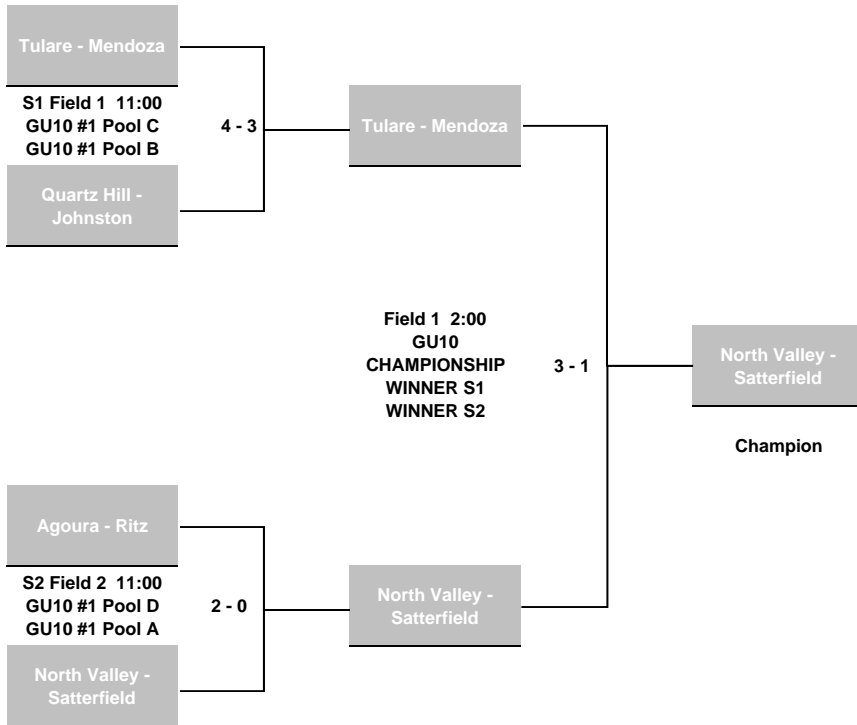 Tulare - Mendoza
S1 Field 1  11:00
GU10 #1 Pool C
GU10 #1 Pool B
4 - 3
Quartz Hill -
Johnston
Tulare - Mendoza
Field 1  2:00
GU10
CHAMPIONSHIP
WINNER S1
WINNER S2
3 - 1
North Valley -
Satterfield
Champion
Agoura - Ritz
S2 Field 2  11:00
GU10 #1 Pool D
GU10 #1 Pool A
2 - 0
North Valley -
Satterfield
North Valley -
Satterfield